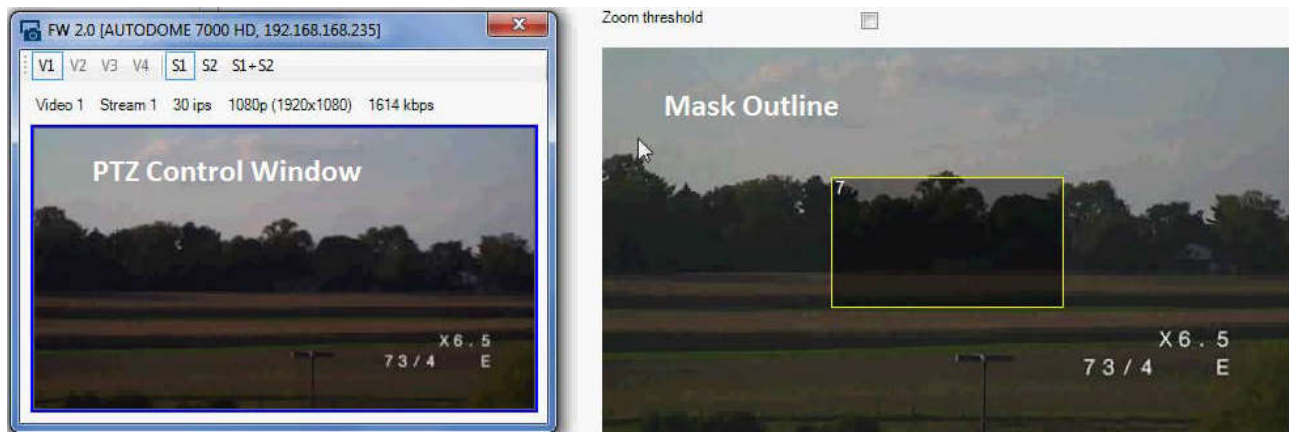 FW 2.0 [AUTODOME 7000 HD, 192.168.168.235]
V1 V2 V3 V4 S1 S2 S1+S2
Video 1 Stream 1 30 ips 1080p (1920x1080) 1614 kbps
PTZ Control Window
X6.5
73/4 E
Zoom threshold
Mask Outline
7
X6.5
73/4 E